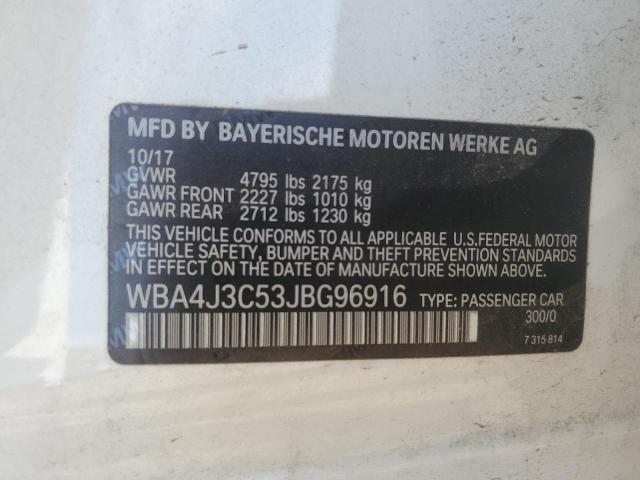 MFD BY BAYERISCHE MOTOREN WERKE AG
10/17
GVWR 4795 lbs 2175 kg
GAWR FRONT 2227 lbs 1010 kg
GAWR REAR 2712 lbs 1230 kg
THIS VEHICLE CONFORMS TO ALL APPLICABLE U.S.FEDERAL MOTOR
VEHICLE SAFETY, BUMPER AND THEFT PREVENTION STANDARDS
IN EFFECT ON THE DATE OF MANUFACTURE SHOWN ABOVE.
WBA4J3C53JBG96916 TYPE: PASSENGER CAR
300/0
7 315 814